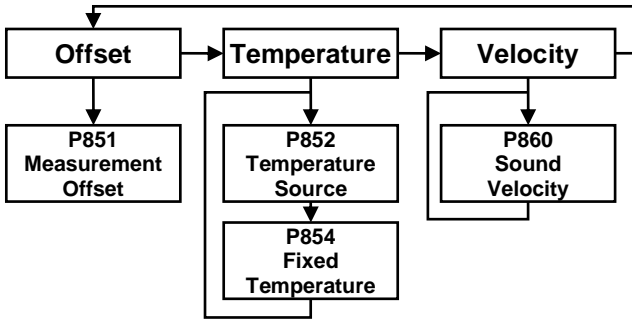 Offset
Temperature
Velocity
P851
Measurement
Offset
P852
Temperature
Source
P860
Sound
Velocity
P854
Fixed
Temperature